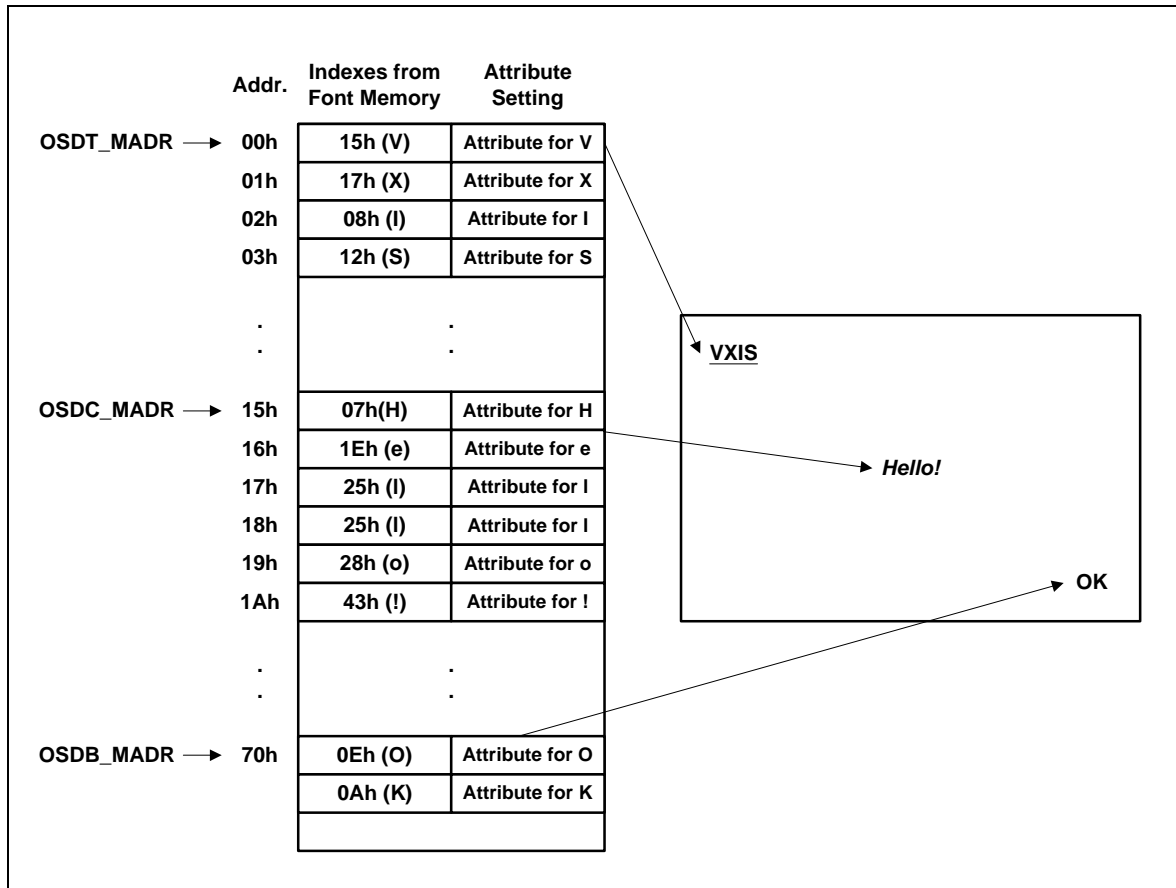 Addr. Indexes from Font Memory Attribute Setting
OSDT_MADR 00h 15h (V) Attribute for V
01h 17h (X) Attribute for X
02h 08h (I) Attribute for I
03h 12h (S) Attribute for S
. .
. .
VXIS
OSDC_MADR 15h 07h(H) Attribute for H
16h 1Eh (e) Attribute for e
Hello!
17h 25h (l) Attribute for l
18h 25h (l) Attribute for l
19h 28h (o) Attribute for o
OK
1Ah 43h (!) Attribute for !
. .
. .
OSDB_MADR 70h 0Eh (O) Attribute for O
0Ah (K) Attribute for K